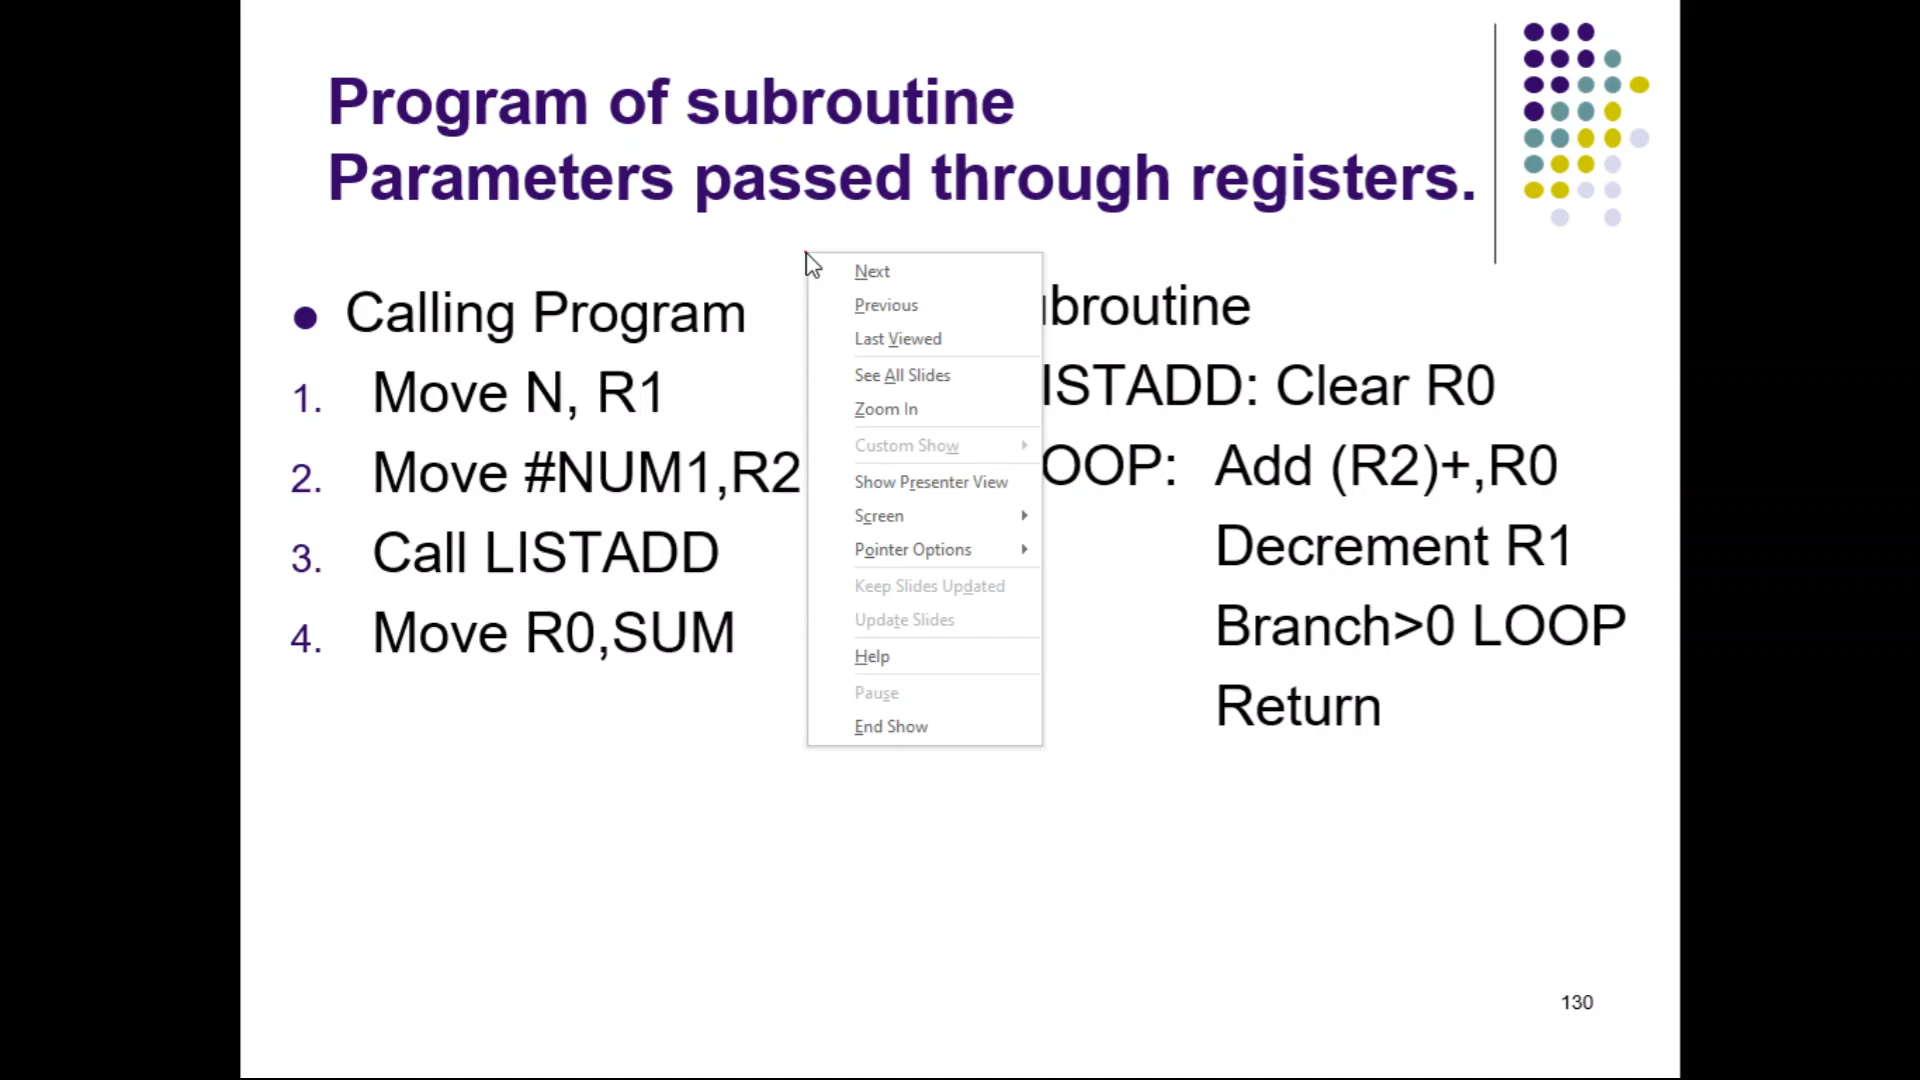 Program of subroutine
Parameters passed through registers.
● Calling Program
1. Move N, R1
2. Move #NUM1,R2
3. Call LISTADD
4. Move R0,SUM
Next
Previous
Last Viewed
See All Slides
Zoom In
Custom Show
Show Presenter View
Screen
Pointer Options
Keep Slides Updated
Update Slides
Help
Pause
End Show
ubroutine
ISTADD: Clear R0
OOP: Add (R2)+,R0
Decrement R1
Branch>0 LOOP
Return
130